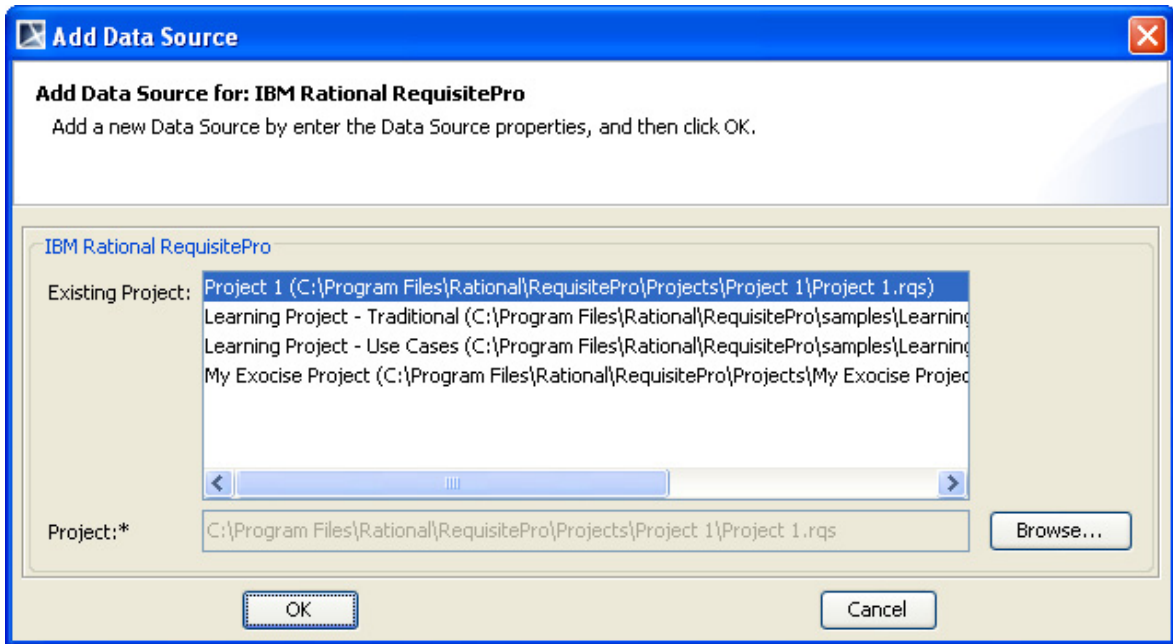 Add Data Source
Add Data Source for: IBM Rational RequisitePro
Add a new Data Source by enter the Data Source properties, and then click OK.
IBM Rational RequisitePro
Existing Project:
Project 1 (C:\Program Files\Rational\RequisitePro\Projects\Project 1\Project 1.rqs)
Learning Project - Traditional (C:\Program Files\Rational\RequisitePro\samples\Learning
Learning Project - Use Cases (C:\Program Files\Rational\RequisitePro\samples\Learning
My Exocise Project (C:\Program Files\Rational\RequisitePro\Projects\My Exocise Projec
Project:* C:\Program Files\Rational\RequisitePro\Projects\Project 1\Project 1.rqs Browse...
OK Cancel